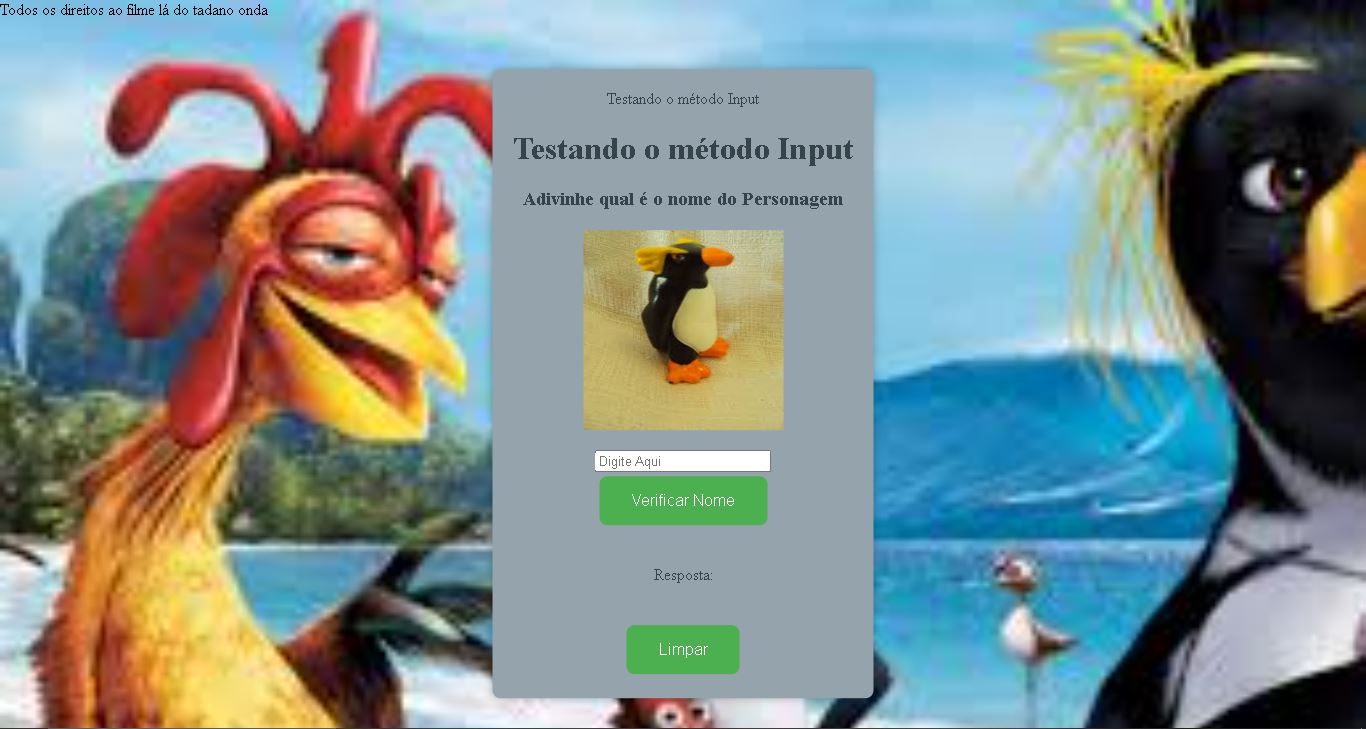 Todos os direitos ao filme lá do tadano onda
Testando o método Input
Testando o método Input
Adivinhe qual é o nome do Personagem
Digite Aqui
Verificar Nome
Resposta:
Limpar